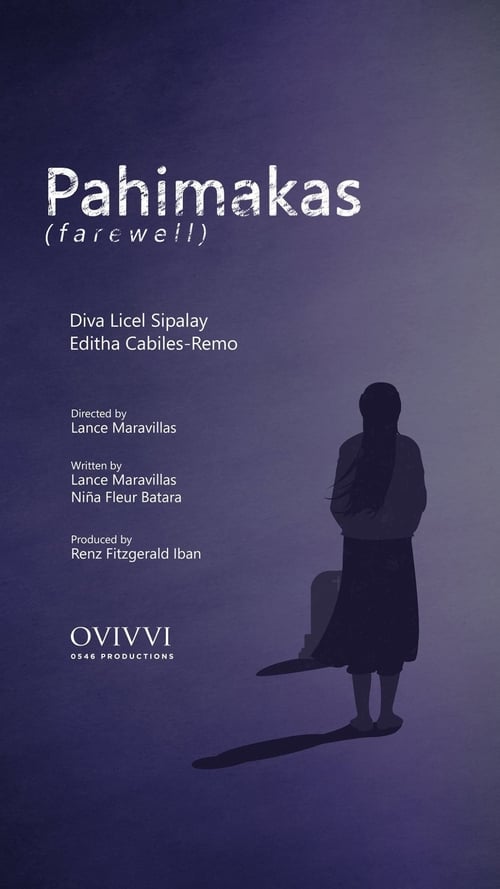 Pahimakas
(farewell)
Diva Licel Sipalay
Editha Cabiles-Remo
Directed by
Lance Maravillas
Written by
Lance Maravillas
Niña Fleur Batara
Produced by
Renz Fitzgerald Iban
OVIVVI
0546 PRODUCTIONS